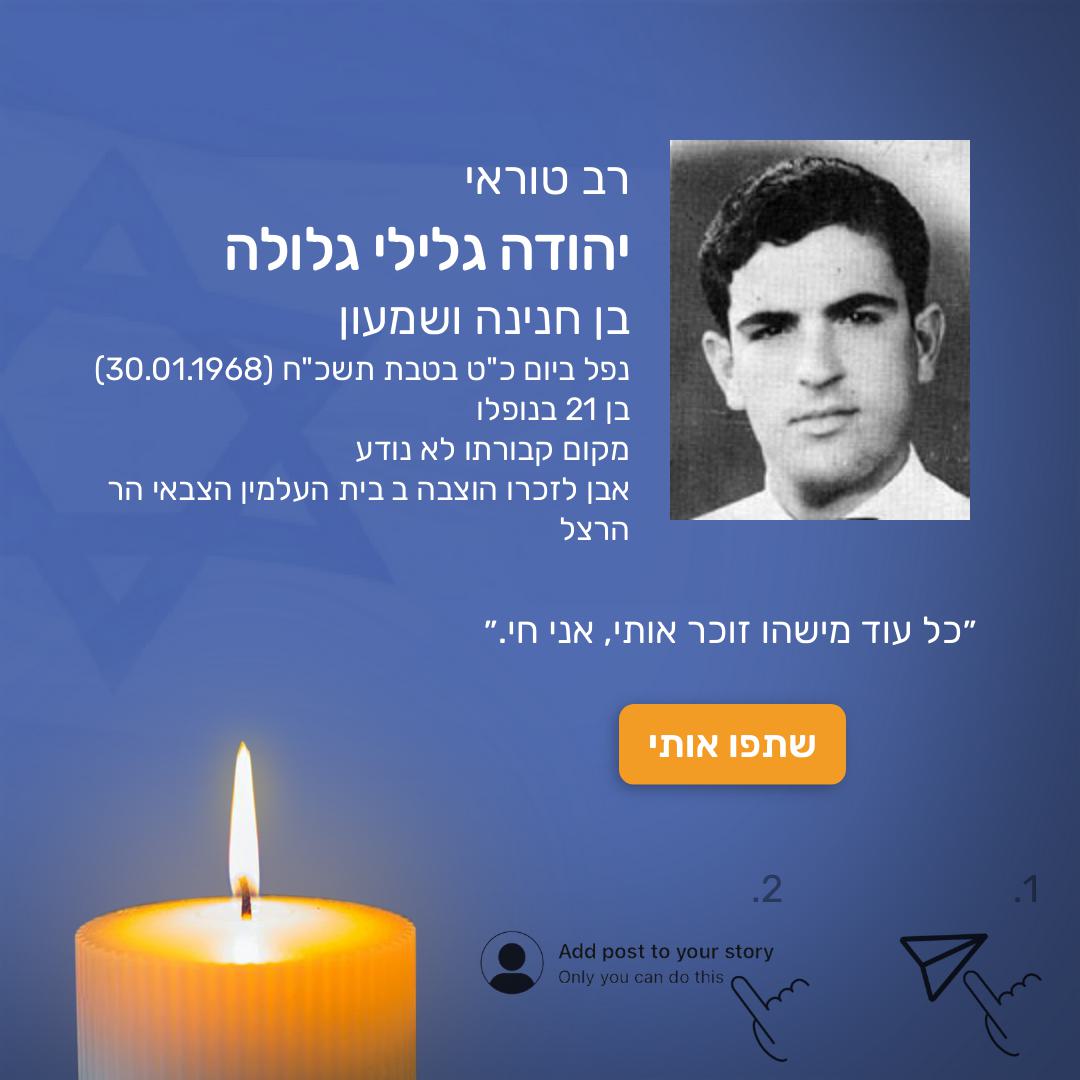 רב טוראי
יהודה גלילי גלולה
בן חנינה ושמעון
נפל ביום כ"ט בטבת תשכ"ח (30.01.1968)
בן 21 בנופלו
מקום קבורתו לא נודע
אבן לזכרו הוצבה ב בית העלמין הצבאי הר
הרצל
״כל עוד מישהו זוכר אותי, אני חי.״
שתפו אותי
.1
.2
Add post to your story
Only you can do this